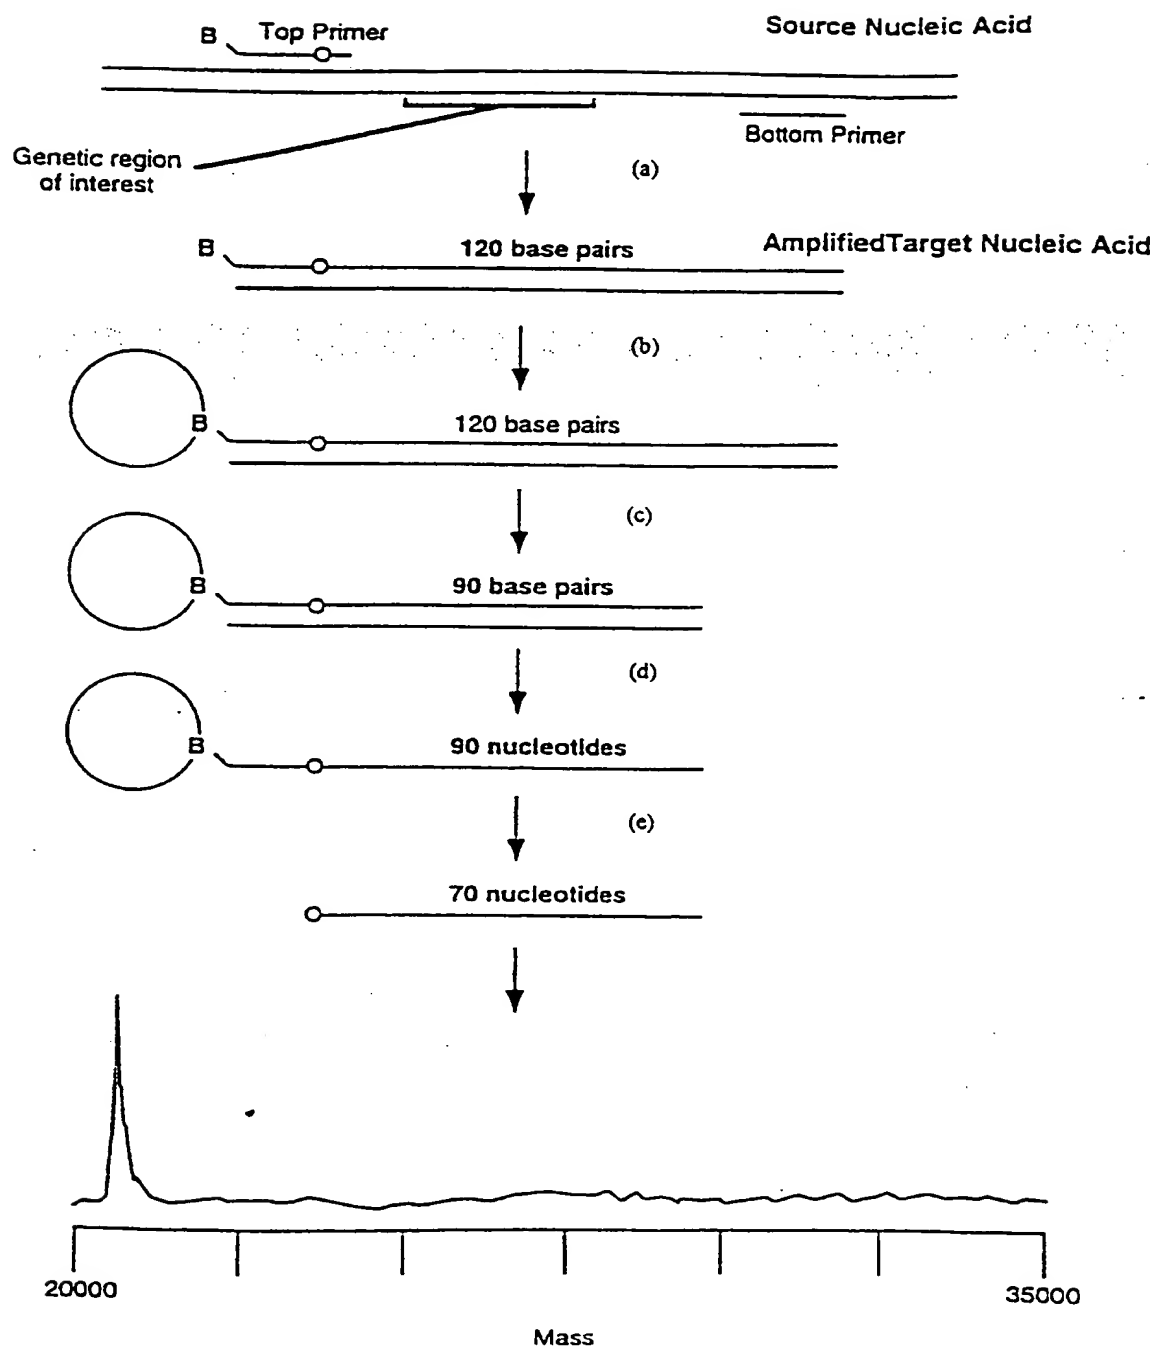 B
Top Primer
Source Nucleic Acid
Bottom Primer
Genetic region
of interest
(a)
B
120 base pairs
AmplifiedTarget Nucleic Acid
(b)
B
120 base pairs
(c)
B
90 base pairs
(d)
B
90 nucleotides
(e)
70 nucleotides
20000
35000
Mass